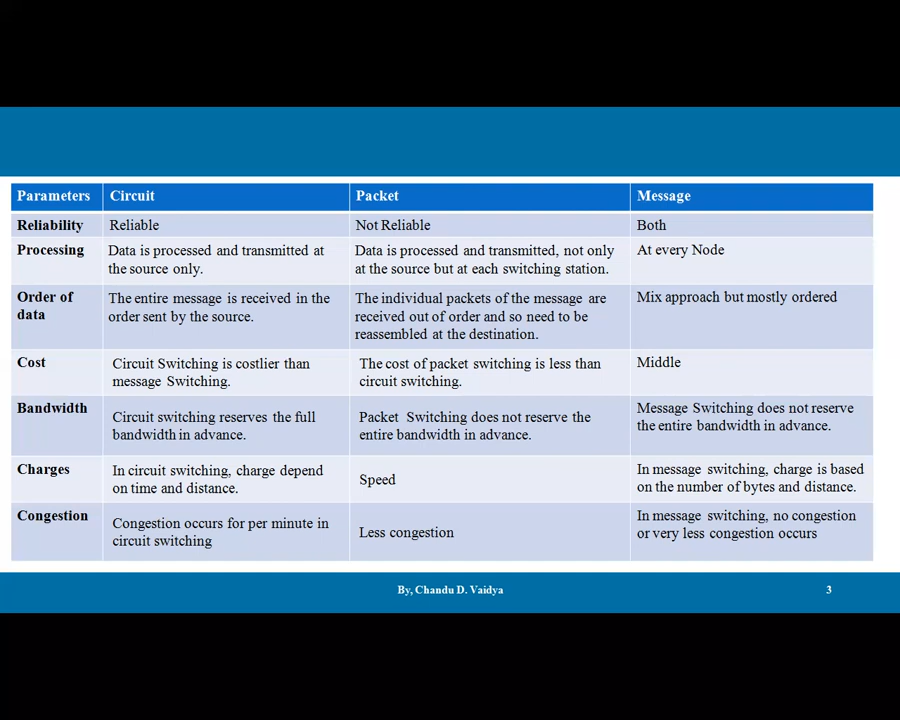 Parameters Circuit Packet Message
Reliability Reliable Not Reliable Both
Processing
Data is processed and transmitted at
the source only.
Data is processed and transmitted, not only
at the source but at each switching station.
At every Node
Order of
data
The entire message is received in the
order sent by the source.
The individual packets of the message are
received out of order and so need to be
reassembled at the destination.
Mix approach but mostly ordered
Cost
Circuit Switching is costlier than
message Switching.
The cost of packet switching is less than
circuit switching.
Middle
Bandwidth
Circuit switching reserves the full
bandwidth in advance.
Packet Switching does not reserve the
entire bandwidth in advance.
Message Switching does not reserve
the entire bandwidth in advance.
Charges
In circuit switching, charge depend
on time and distance.
Speed
In message switching, charge is based
on the number of bytes and distance.
Congestion
Congestion occurs for per minute in
circuit switching
Less congestion
In message switching, no congestion
or very less congestion occurs
By, Chandu D. Vaidya 3